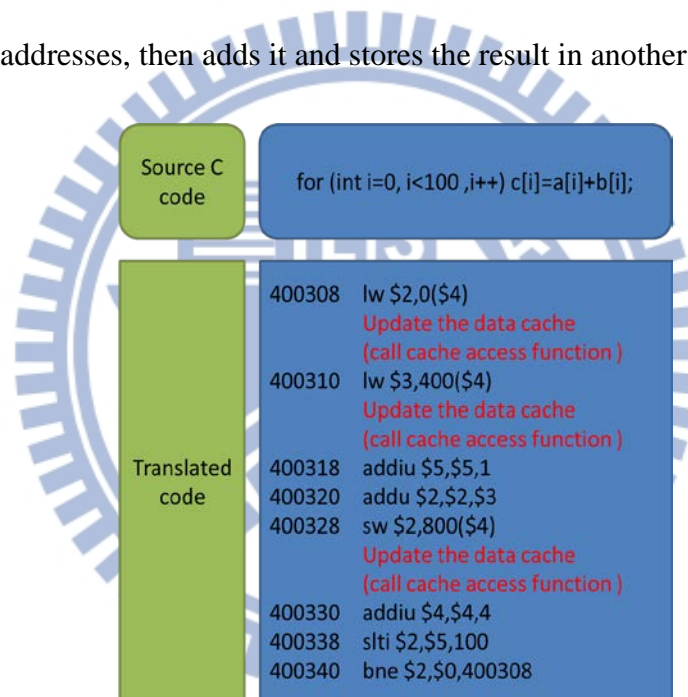 addresses, then adds it and stores the result in another
Source C
code
for (int i=0, i<100 ,i++) c[i]=a[i]+b[i];
Translated
code
400308 lw $2,0($4)
Update the data cache
(call cache access function )
400310 lw $3,400($4)
Update the data cache
(call cache access function )
400318 addiu $5,$5,1
400320 addu $2,$2,$3
400328 sw $2,800($4)
Update the data cache
(call cache access function )
400330 addiu $4,$4,4
400338 slti $2,$5,100
400340 bne $2,$0,400308